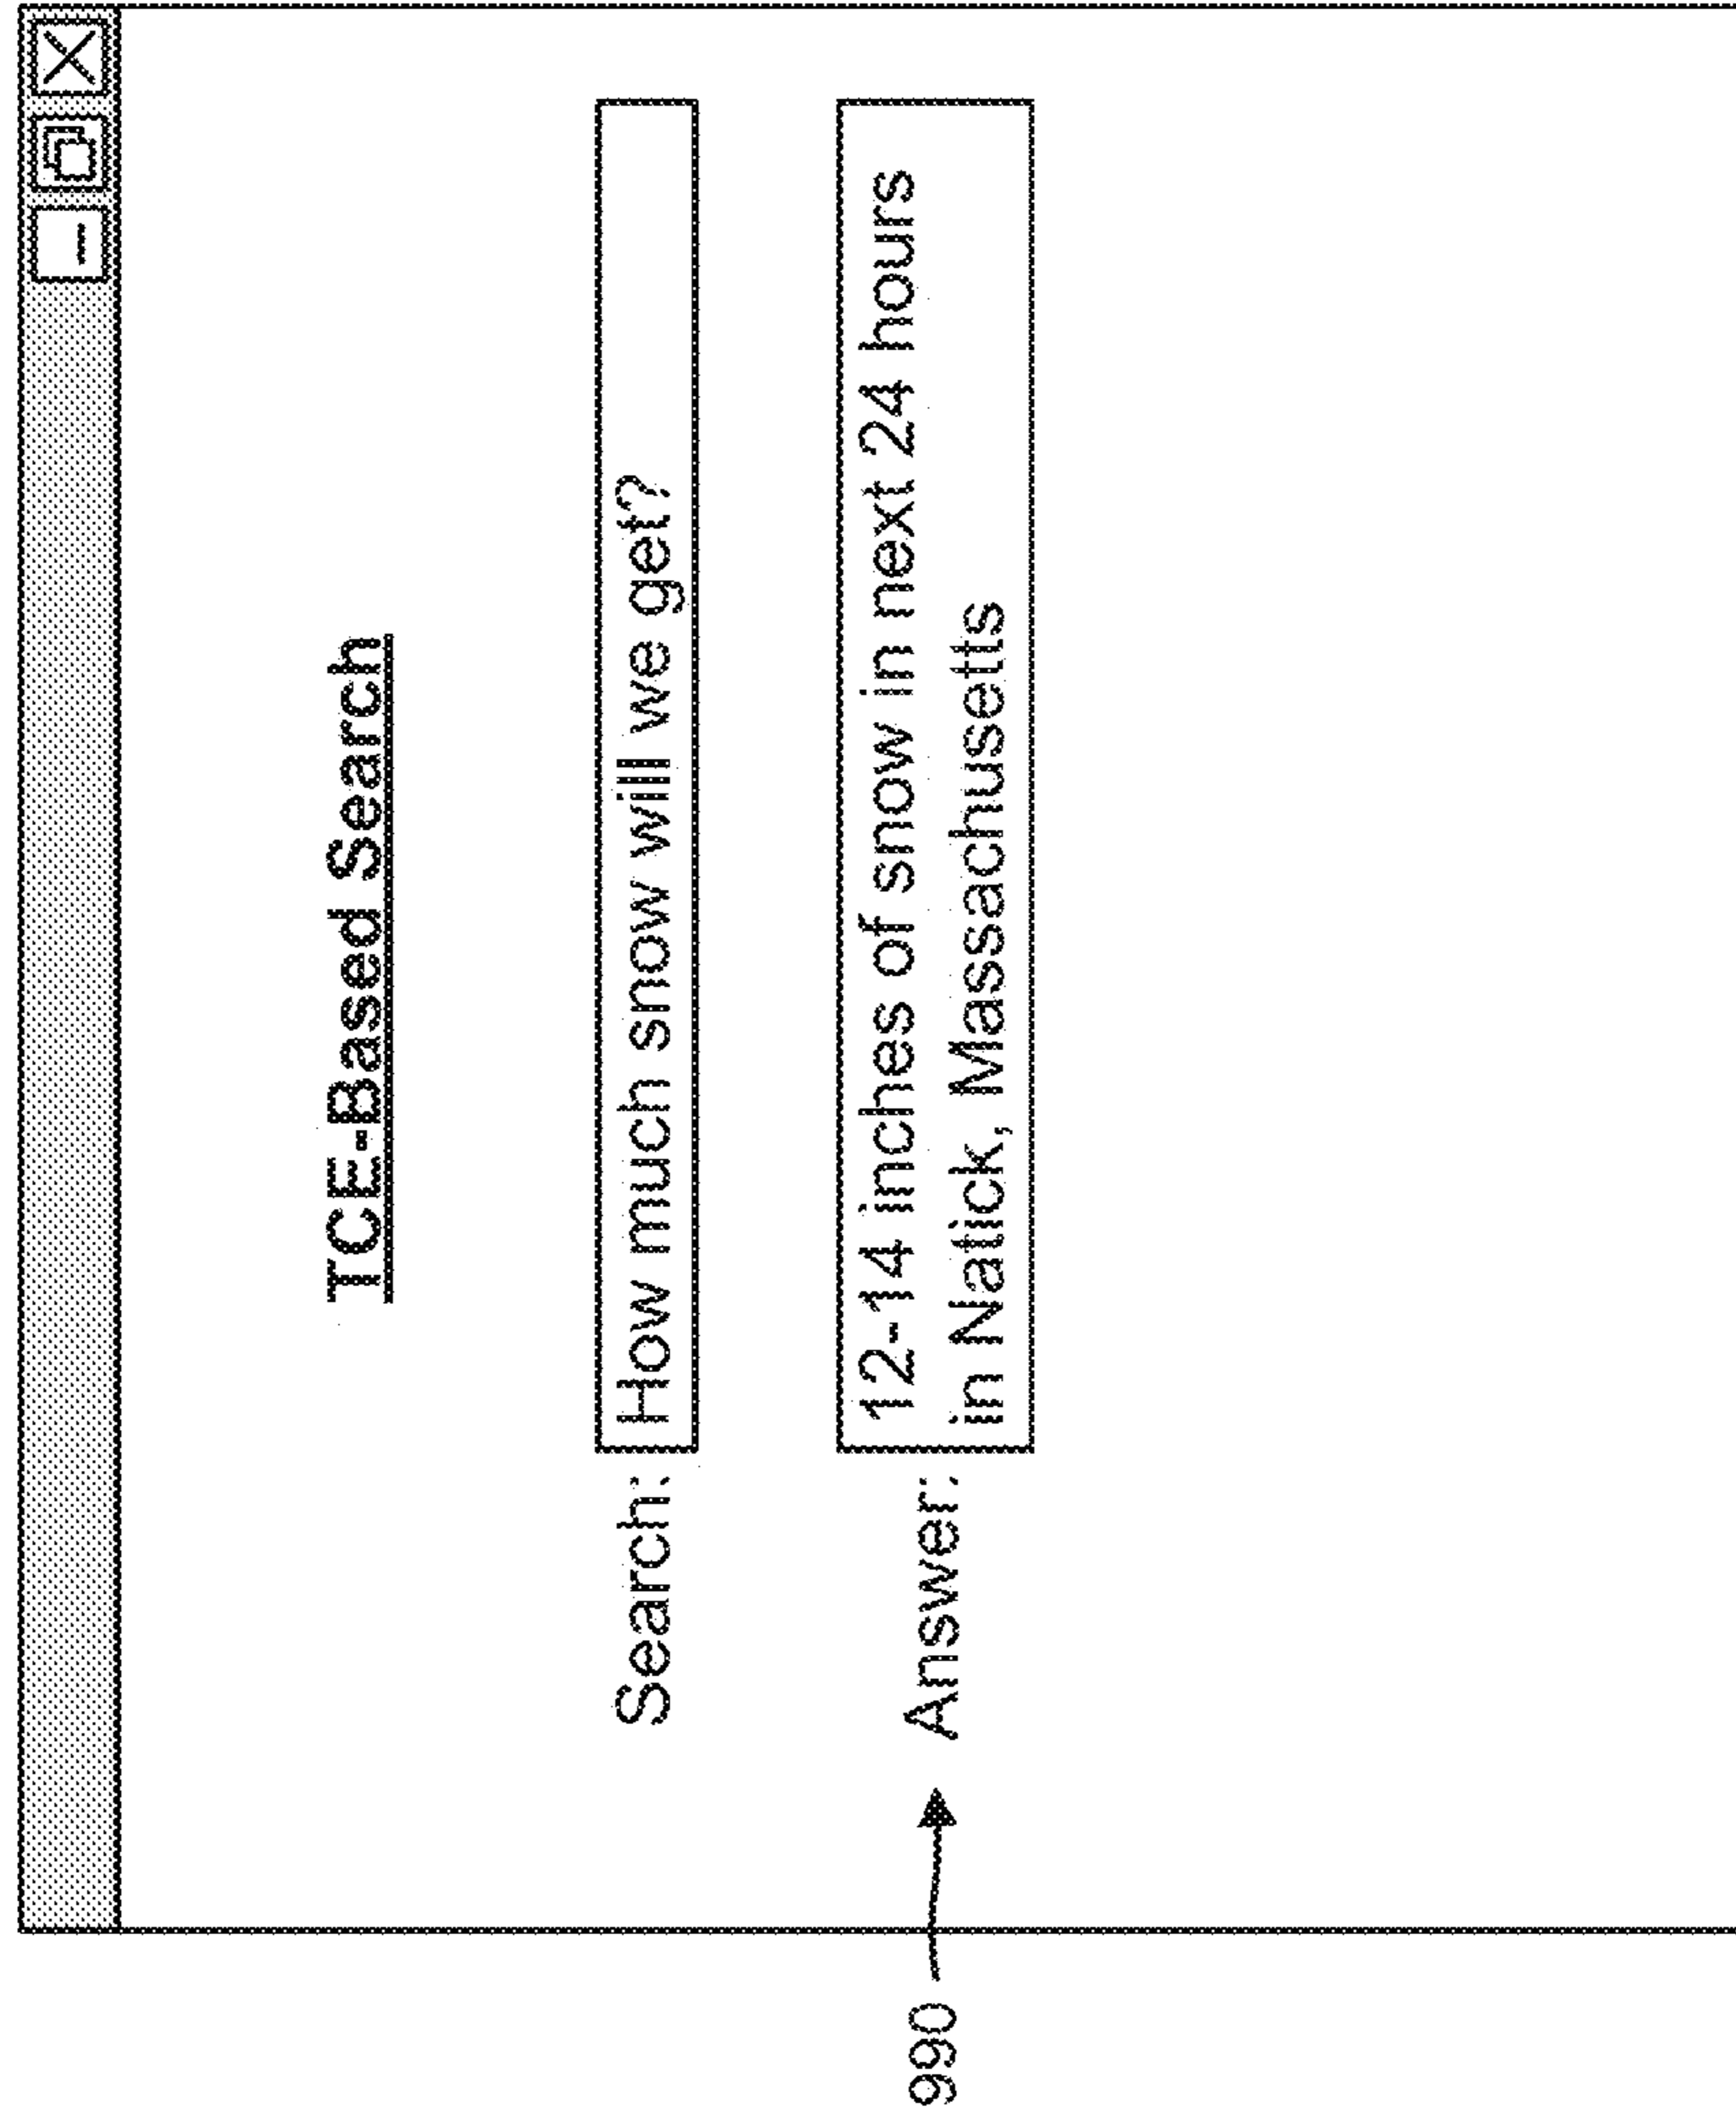 TCE-Based Search
Search: How much snow will we get?
990 Answer: 12-14 inches of snow in next 24 hours
in Natick, Massachusetts